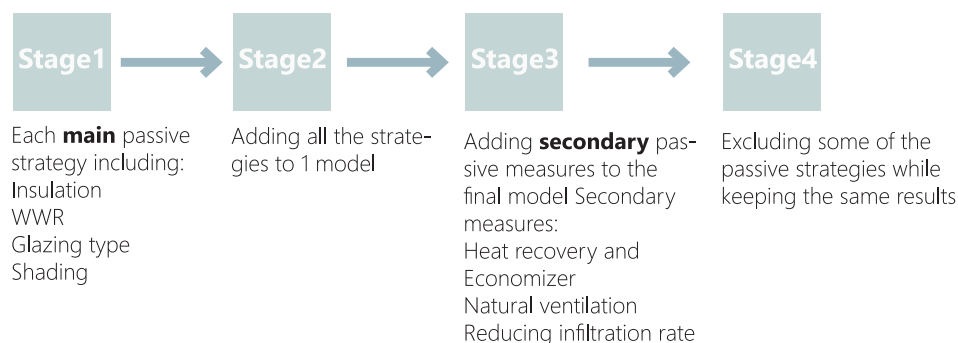 Stage1
Each main passive
strategy including:
Insulation
WWR
Glazing type
Shading
Stage2
Adding all the strate-
gies to 1 model
Stage3
Adding secondary pas-
sive measures to the
final model Secondary
measures:
Heat recovery and
Economizer
Natural ventilation
Reducing infiltration rate
Stage4
Excluding some of the
passive strategies while
keeping the same results